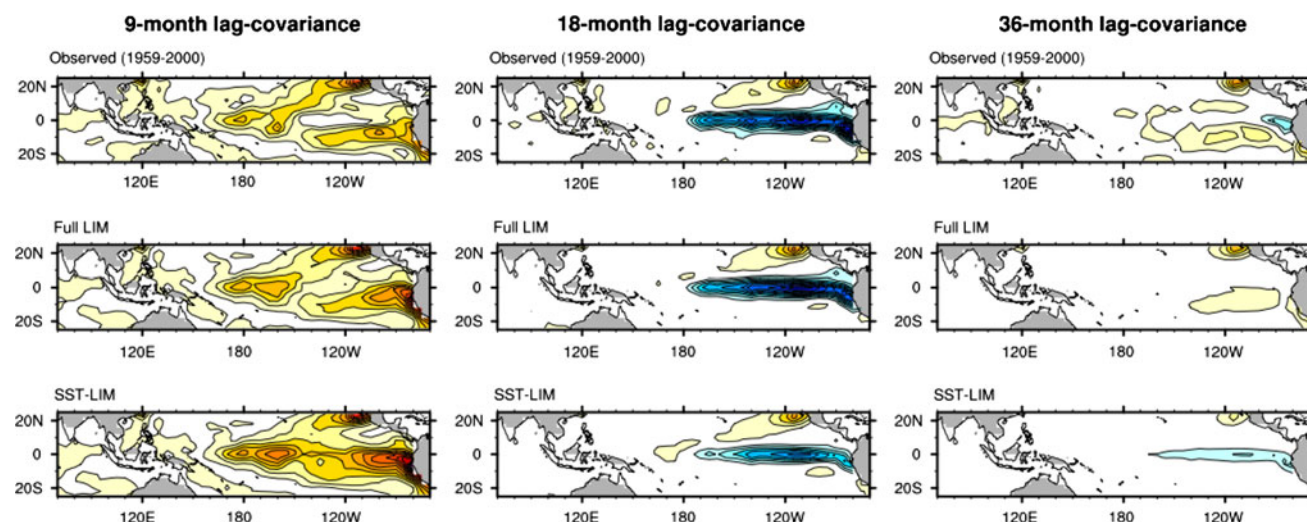 9-month lag-covariance 18-month lag-covariance 36-month lag-covariance
Observed (1959-2000) Observed (1959-2000) Observed (1959-2000)
20N 20N 20N
0 0 0
20S 20S 20S
120E 180 120W 120E 180 120W 120E 180 120W
Full LIM Full LIM Full LIM
20N 20N 20N
0 0 0
20S 20S 20S
120E 180 120W 120E 180 120W 120E 180 120W
SST-LIM SST-LIM SST-LIM
20N 20N 20N
0 0 0
20S 20S 20S
120E 180 120W 120E 180 120W 120E 180 120W